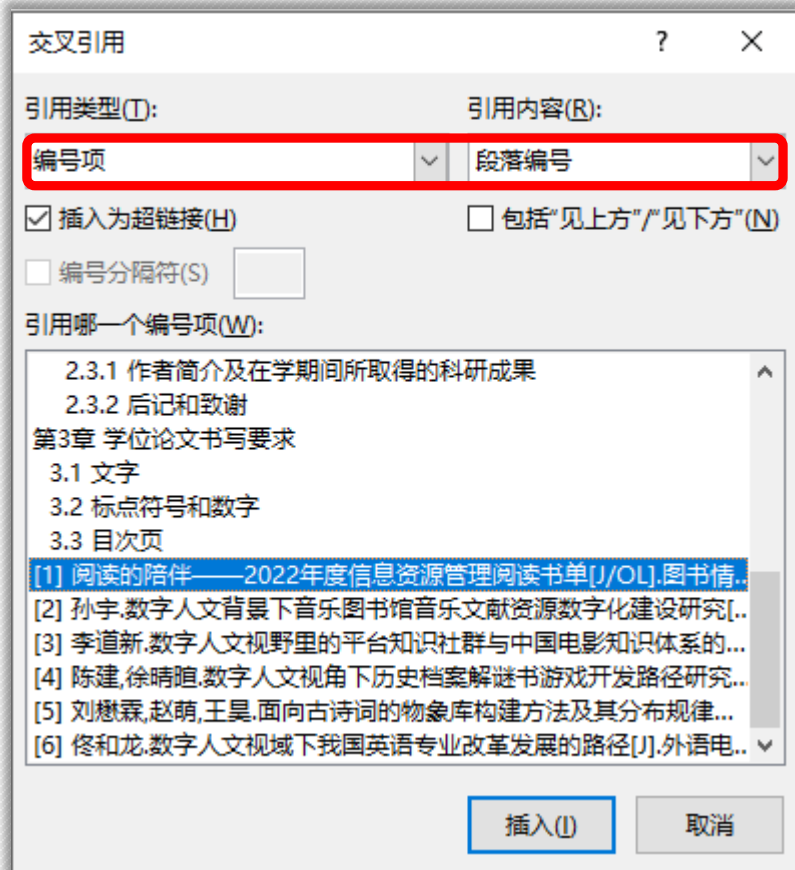 交叉引用
引用类型(T): 引用内容(R):
编号项 段落编号
插入为超链接(H) 包括“见上方”/“见下方”(N)
编号分隔符(S)
引用哪一个编号项(W):
2.3.1 作者简介及在学期间所取得的科研成果
2.3.2 后记和致谢
第3章 学位论文书写要求
3.1 文字
3.2 标点符号和数字
3.3 目次页
[1] 阅读的陪伴——2022年度信息资源管理阅读书单[J/OL].图书情..
[2] 孙宇.数字人文背景下音乐图书馆音乐文献资源数字化建设研究[..
[3] 李道新.数字人文视野里的平台知识社群与中国电影知识体系的...
[4] 陈建,徐晴暄.数字人文视角下历史档案解谜书游戏开发路径研究...
[5] 刘懋霖,赵萌,王昊.面向古诗词的物象库构建方法及其分布规律...
[6] 佟和龙.数字人文视域下我国英语专业改革发展的路径[J].外语电..
插入(I) 取消